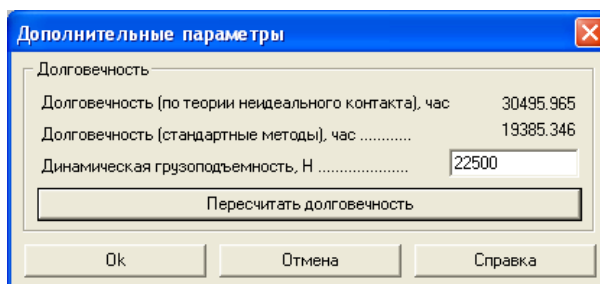 Дополнительные параметры
Долговечность
Долговечность (по теории неидеального контакта), час 30495.965
Долговечность (стандартные методы), час ............ 19385.346
Динамическая грузоподъемность, Н ..................... 22500
Пересчитать долговечность
Ok Отмена Справка